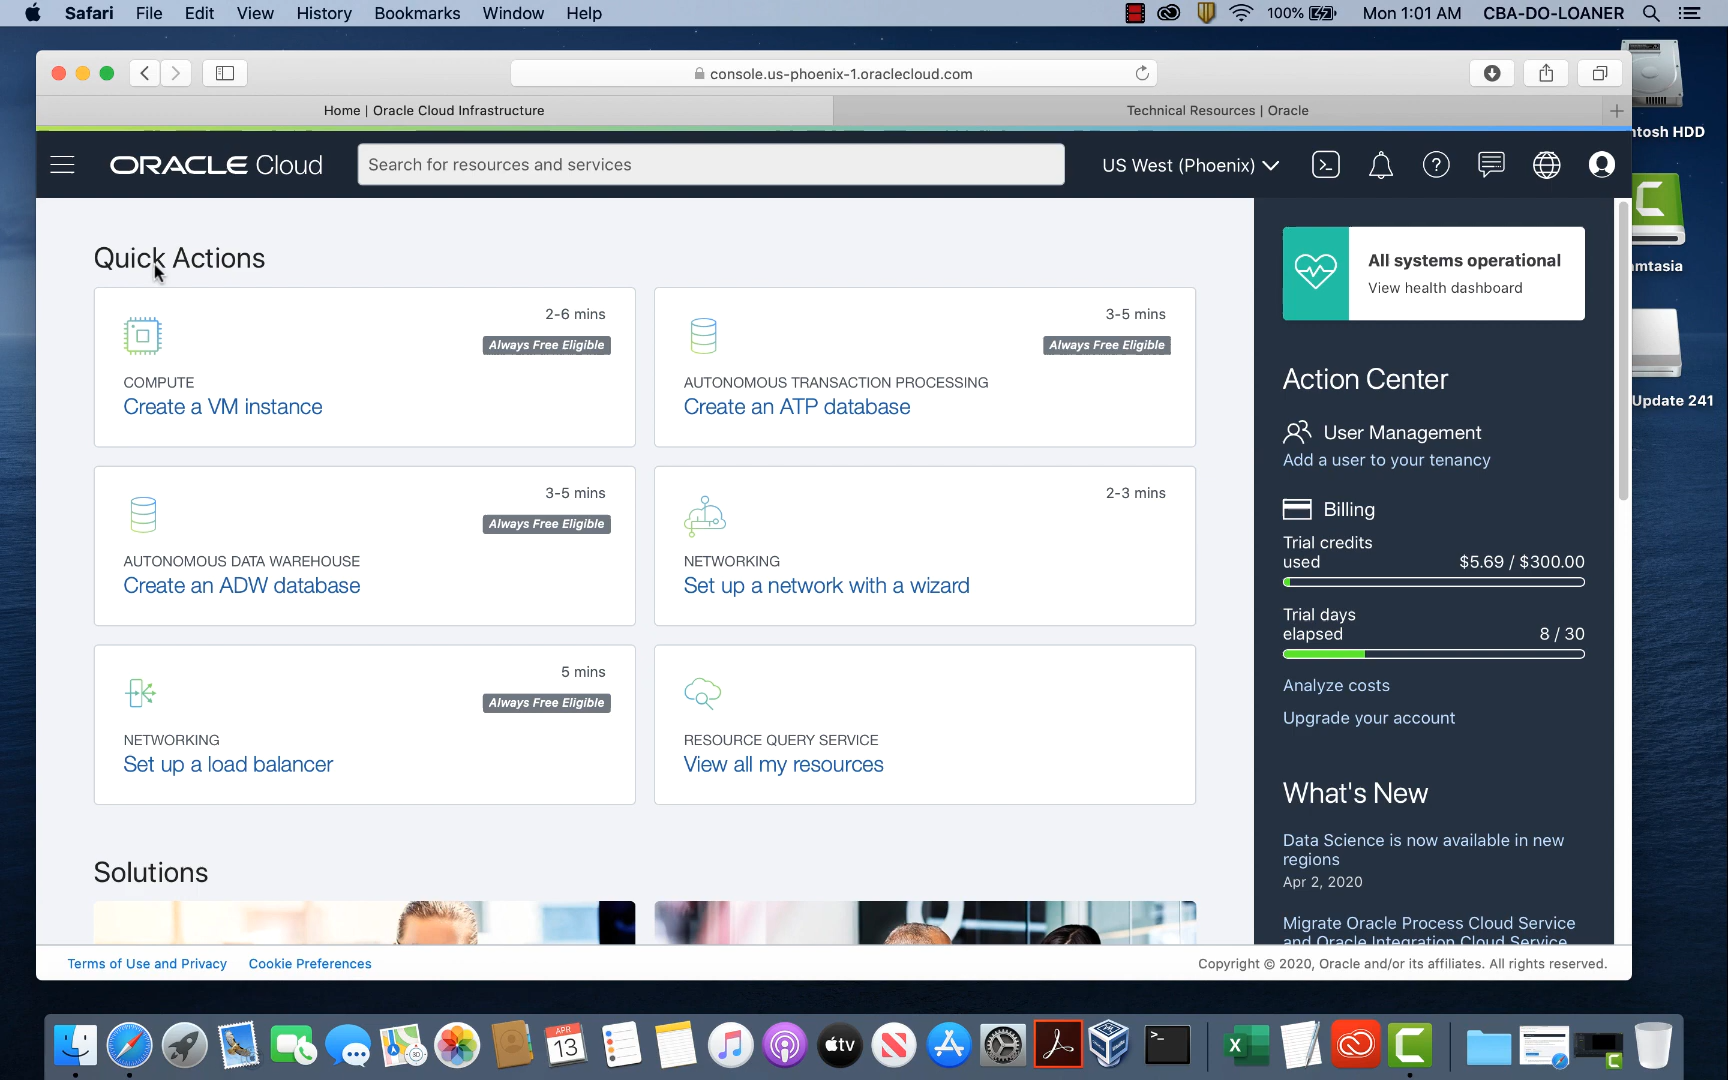 Safari File Edit View History Bookmarks Window Help 100% Mon 1:01 AM CBA-DO-LOANER
console.us-phoenix-1.oraclecloud.com
Home | Oracle Cloud Infrastructure
Technical Resources | Oracle
ORACLE Cloud
Search for resources and services
US West (Phoenix)
Quick Actions
2-6 mins
Always Free Eligible
COMPUTE
Create a VM instance
3-5 mins
Always Free Eligible
AUTONOMOUS TRANSACTION PROCESSING
Create an ATP database
3-5 mins
Always Free Eligible
AUTONOMOUS DATA WAREHOUSE
Create an ADW database
2-3 mins
NETWORKING
Set up a network with a wizard
5 mins
Always Free Eligible
NETWORKING
Set up a load balancer
RESOURCE QUERY SERVICE
View all my resources
Solutions
All systems operational
View health dashboard
Action Center
User Management
Add a user to your tenancy
Billing
Trial credits
used $5.69 / $300.00
Trial days
elapsed 8 / 30
Analyze costs
Upgrade your account
What's New
Data Science is now available in new
regions
Apr 2, 2020
Migrate Oracle Process Cloud Service
and Oracle Integration Cloud Service
Terms of Use and Privacy Cookie Preferences
Copyright © 2020, Oracle and/or its affiliates. All rights reserved.
ntosh HDD
amtasia
Update 241
APR
13
tv